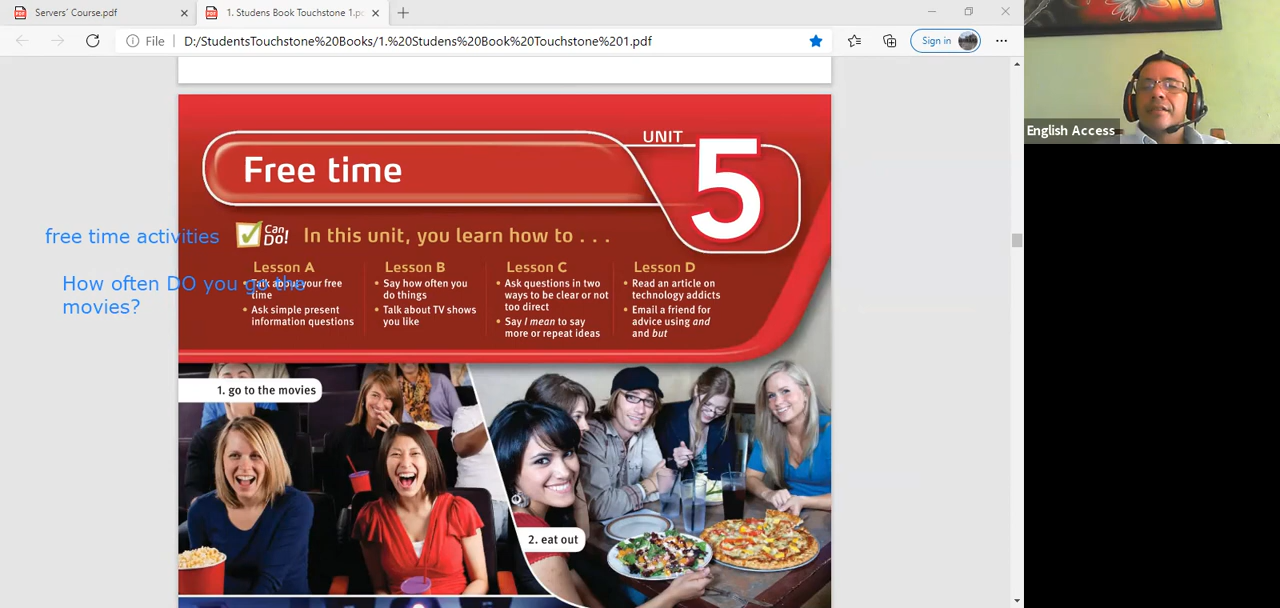 Servers' Course.pdf
1. Studens Book Touchstone 1.p
File
D:/StudentsTouchstone%20Books/1.%20Studens%20Book%20Touchstone%201.pdf
Sign in
English Access
UNIT
5
Free time
free time activities
Can Do!
In this unit, you learn how to . . .
How often DO you go the
movies?
Lesson A
• Talk about your free
time
• Ask simple present
information questions
Lesson B
• Say how often you
do things
• Talk about TV shows
you like
Lesson C
• Ask questions in two
ways to be clear or not
too direct
• Say I mean to say
more or repeat ideas
Lesson D
• Read an article on
technology addicts
• Email a friend for
advice using and
and but
1. go to the movies
2. eat out